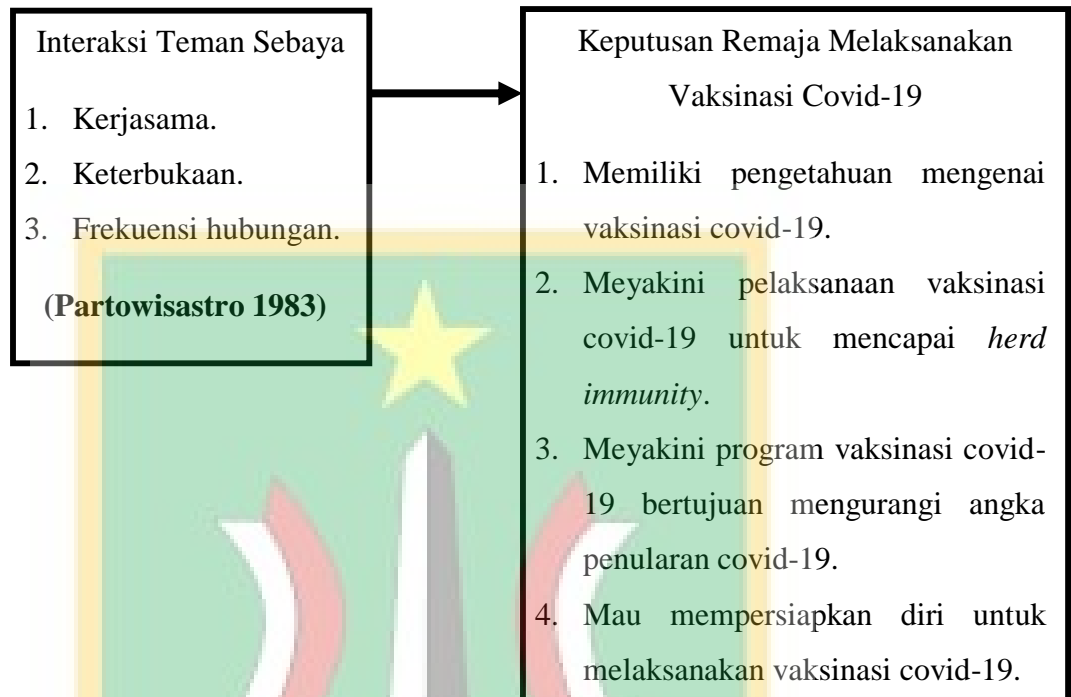 Interaksi Teman Sebaya
1. Kerjasama.
2. Keterbukaan.
3. Frekuensi hubungan.
(Partowisastro 1983)
Keputusan Remaja Melaksanakan
Vaksinasi Covid-19
1. Memiliki pengetahuan mengenai
vaksinasi covid-19.
2. Meyakini pelaksanaan vaksinasi
covid-19 untuk mencapai herd
immunity.
3. Meyakini program vaksinasi covid-
19 bertujuan mengurangi angka
penularan covid-19.
4. Mau mempersiapkan diri untuk
melaksanakan vaksinasi covid-19.